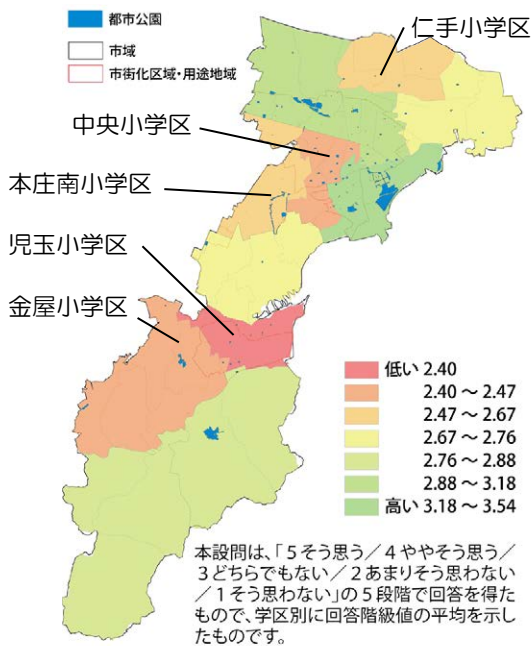 都市公園
市域
市街化区域・用途地域
仁手小学区
中央小学区
本庄南小学区
児玉小学区
金屋小学区
低い 2.40
2.40 ～ 2.47
2.47 ～ 2.67
2.67 ～ 2.76
2.76 ～ 2.88
2.88 ～ 3.18
高い 3.18 ～ 3.54
本設問は、「5そう思う／4ややそう思う／
3どちらでもない／2あまりそう思わない
／1そう思わない」の5段階で回答を得た
もので、学区別に回答階級値の平均を示し
たものです。